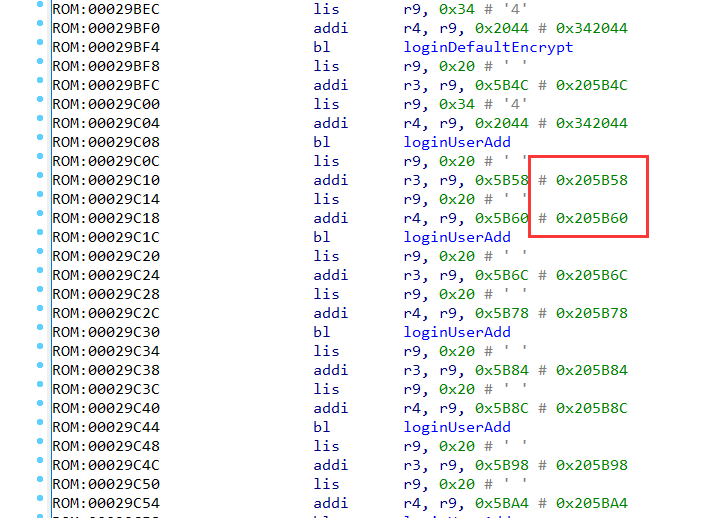 ROM:00029BEC lis r9, 0x34 # '4'
ROM:00029BF0 addi r4, r9, 0x2044 # 0x342044
ROM:00029BF4 bl loginDefaultEncrypt
ROM:00029BF8 lis r9, 0x20 # ' '
ROM:00029BFC addi r3, r9, 0x5B4C # 0x205B4C
ROM:00029C00 lis r9, 0x34 # '4'
ROM:00029C04 addi r4, r9, 0x2044 # 0x342044
ROM:00029C08 bl loginUserAdd
ROM:00029C0C lis r9, 0x20 # ' '
ROM:00029C10 addi r3, r9, 0x5B58 # 0x205B58
ROM:00029C14 lis r9, 0x20 # ' '
ROM:00029C18 addi r4, r9, 0x5B60 # 0x205B60
ROM:00029C1C bl loginUserAdd
ROM:00029C20 lis r9, 0x20 # ' '
ROM:00029C24 addi r3, r9, 0x5B6C # 0x205B6C
ROM:00029C28 lis r9, 0x20 # ' '
ROM:00029C2C addi r4, r9, 0x5B78 # 0x205B78
ROM:00029C30 bl loginUserAdd
ROM:00029C34 lis r9, 0x20 # ' '
ROM:00029C38 addi r3, r9, 0x5B84 # 0x205B84
ROM:00029C3C lis r9, 0x20 # ' '
ROM:00029C40 addi r4, r9, 0x5B8C # 0x205B8C
ROM:00029C44 bl loginUserAdd
ROM:00029C48 lis r9, 0x20 # ' '
ROM:00029C4C addi r3, r9, 0x5B98 # 0x205B98
ROM:00029C50 lis r9, 0x20 # ' '
ROM:00029C54 addi r4, r9, 0x5BA4 # 0x205BA4